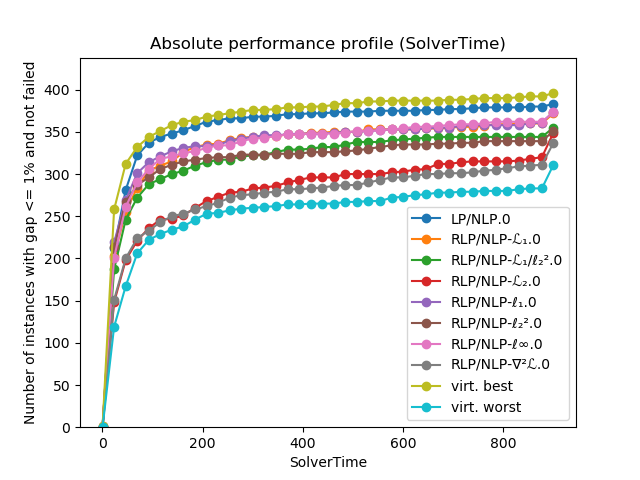 Absolute performance profile (SolverTime)
Number of instances with gap <= 1% and not failed
400
350
300
250
200
150
100
50
0
0 200 400 600 800
SolverTime
LP/NLP.0
RLP/NLP-ℒ₁.0
RLP/NLP-ℒ₁/ℓ₂².0
RLP/NLP-ℒ₂.0
RLP/NLP-ℓ₁.0
RLP/NLP-ℓ₂².0
RLP/NLP-ℓ∞.0
RLP/NLP-∇²ℒ.0
virt. best
virt. worst